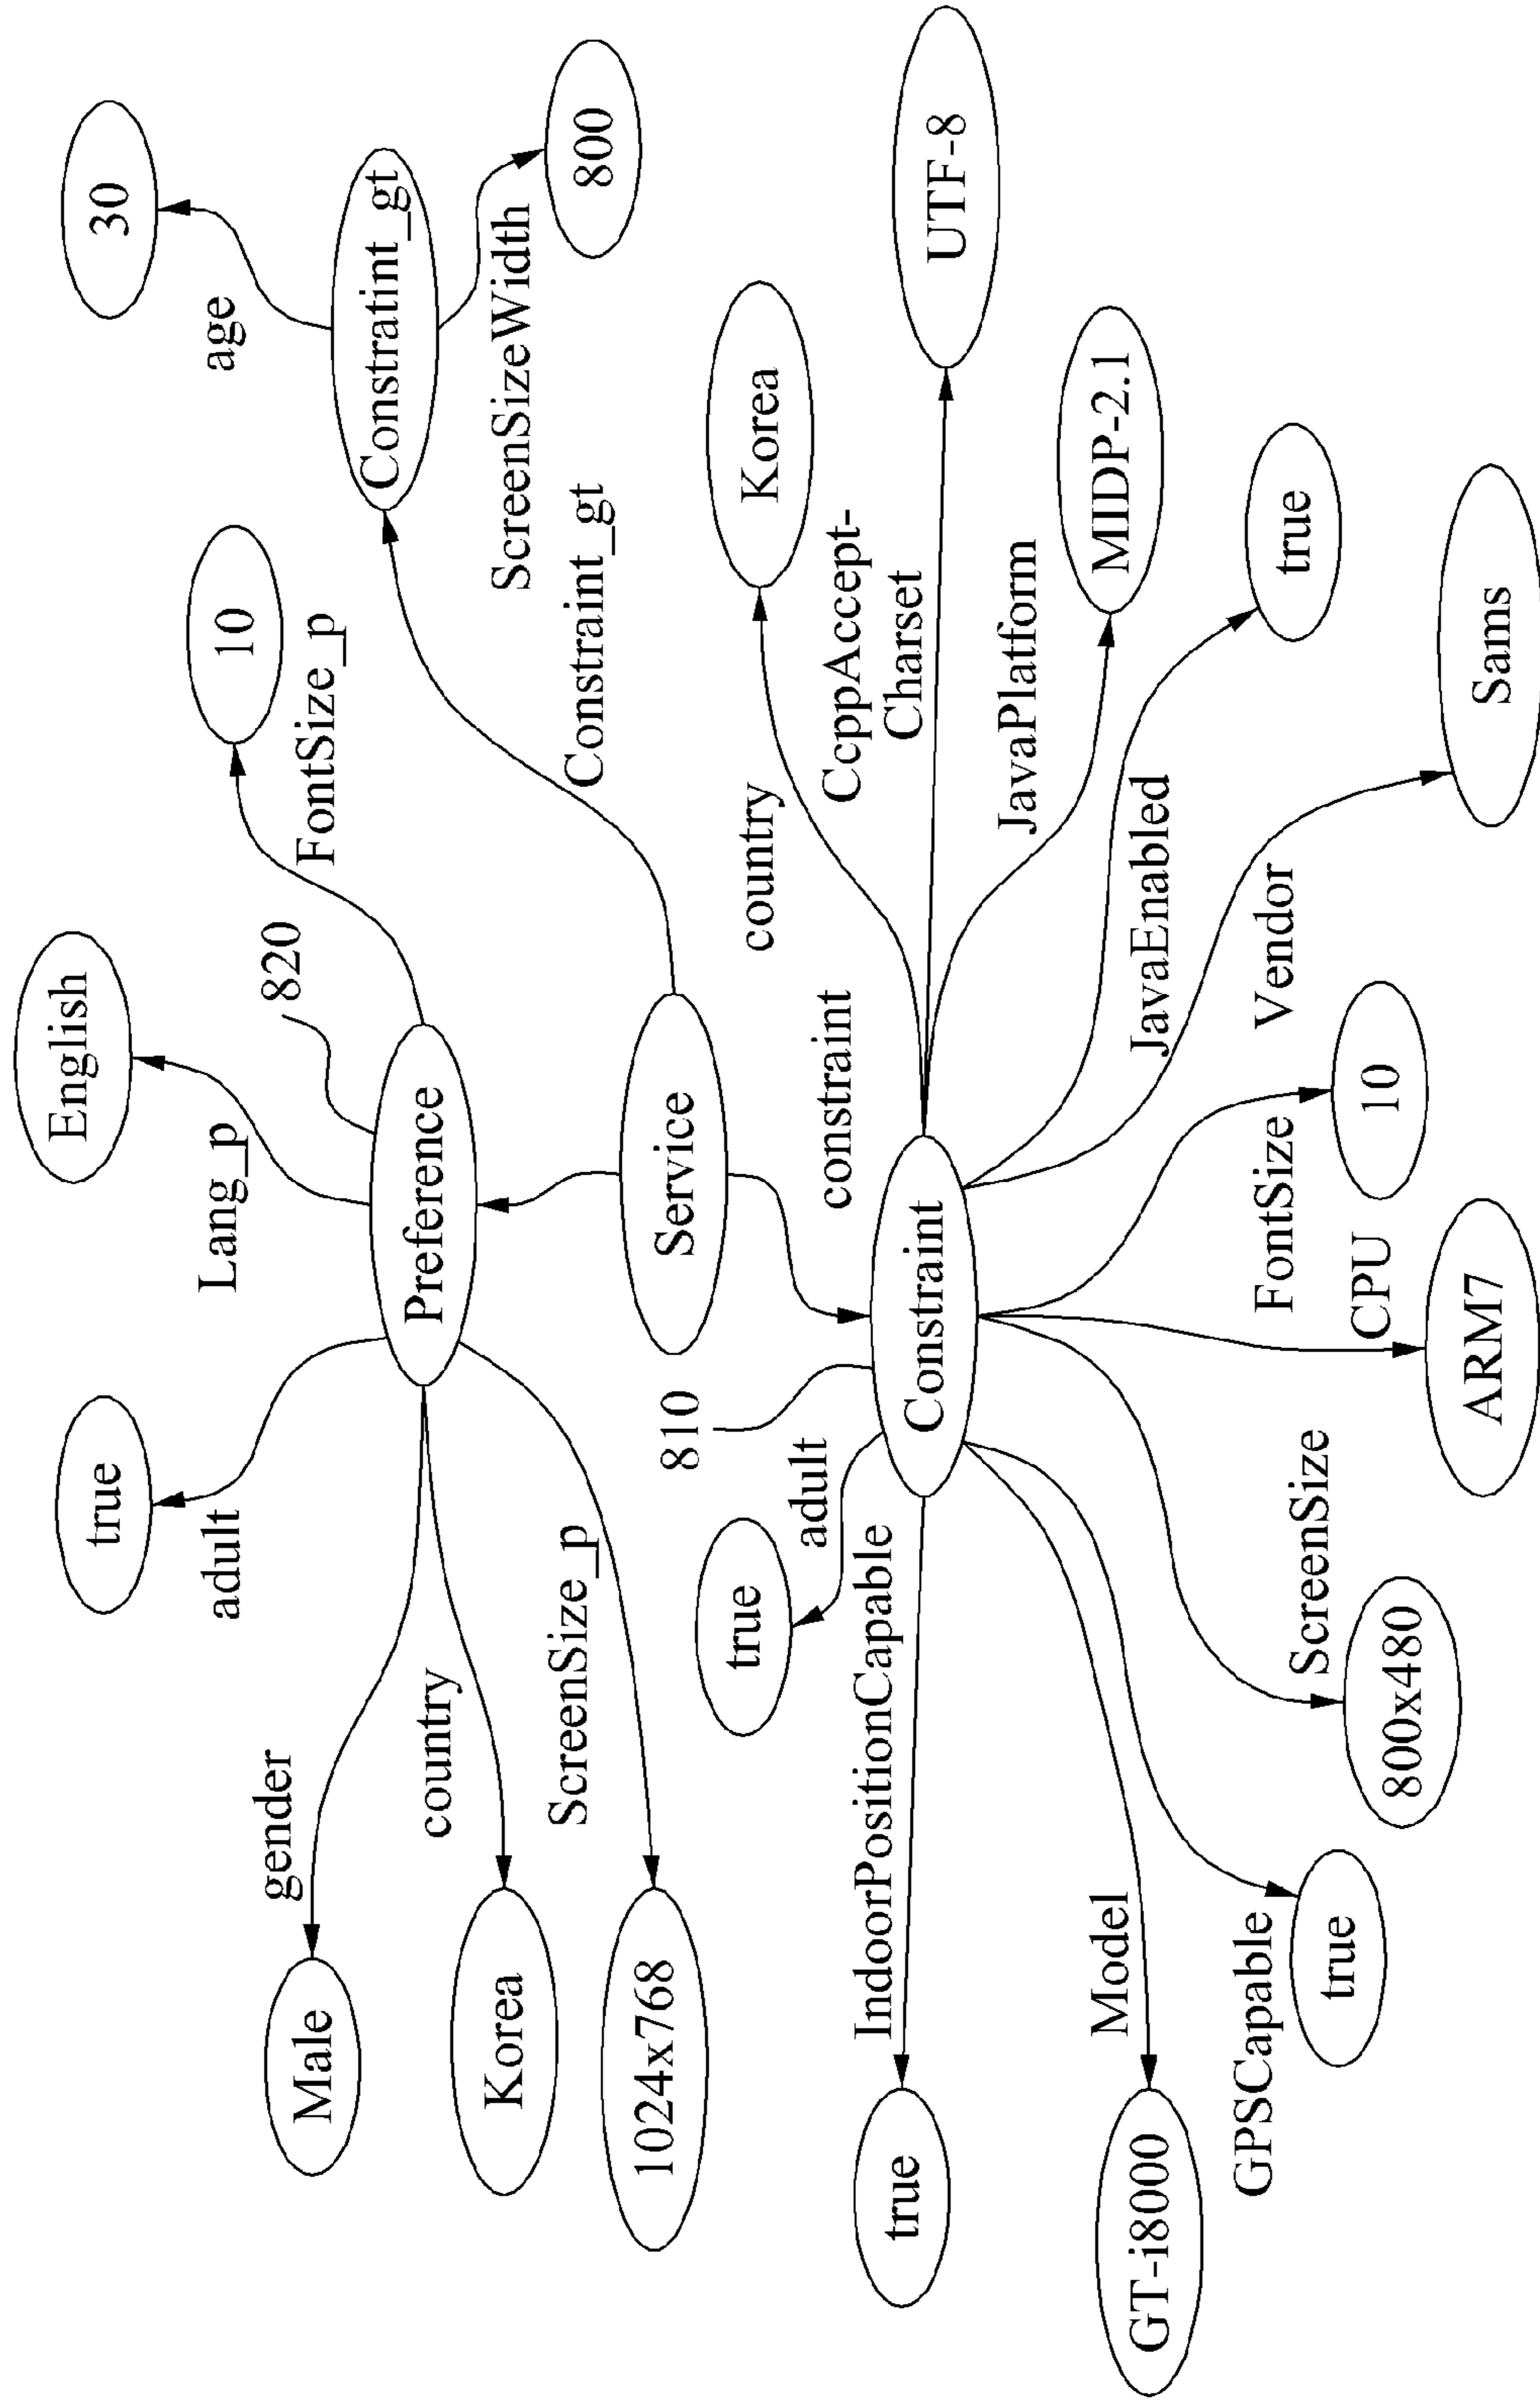 English
30
true
10
820
Lang_p
adult
FontSize_p
age
gender
Male
Preference
Constratint_gt
country
Korea
ScreenSizeWidth
800
ScreenSize_p
1024x768
Service
Constraint_gt
810
country
Korea
true
adult
constraint
CcppAccept-
Charset
UTF-8
IndoorPositionCapable
true
Constraint
JavaPlatform
MIDP-2.1
Model
GT-i8000
JavaEnabled
true
GPSCapable
true
Vendor
Sams
FontSize
10
ScreenSize
800x480
CPU
ARM7